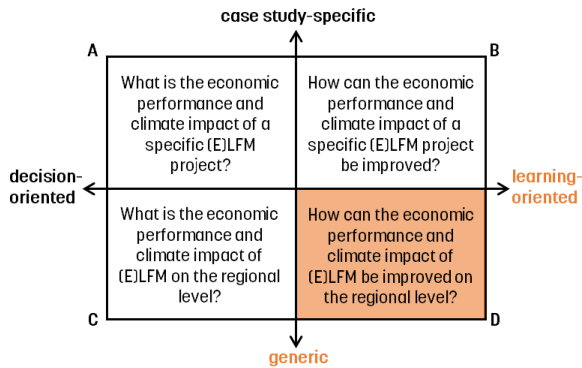 case study-specific
A
B
What is the economic
performance and
climate impact of a
specific (E)LFM
project?
How can the economic
performance and
climate impact of a
specific (E)LFM project
be improved?
decision-
oriented
learning-
oriented
What is the economic
performance and
climate impact of
(E)LFM on the regional
level?
How can the economic
performance and
climate impact of
(E)LFM be improved on
the regional level?
C
D
generic